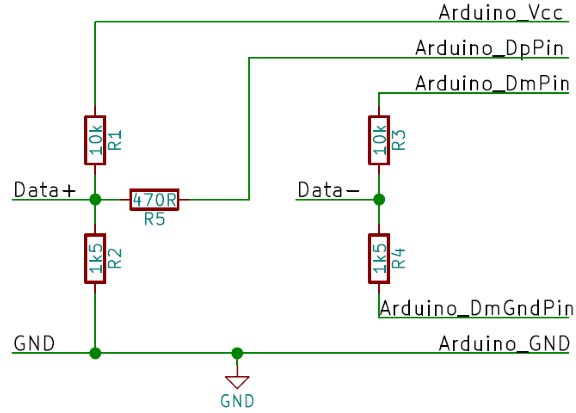 Arduino_Vcc
Arduino_DpPin
Arduino_DmPin
10k
R1
10k
R3
Data+
470R
R5
Data-
1k5
R2
1k5
R4
Arduino_DmGndPin
GND
Arduino_GND
GND